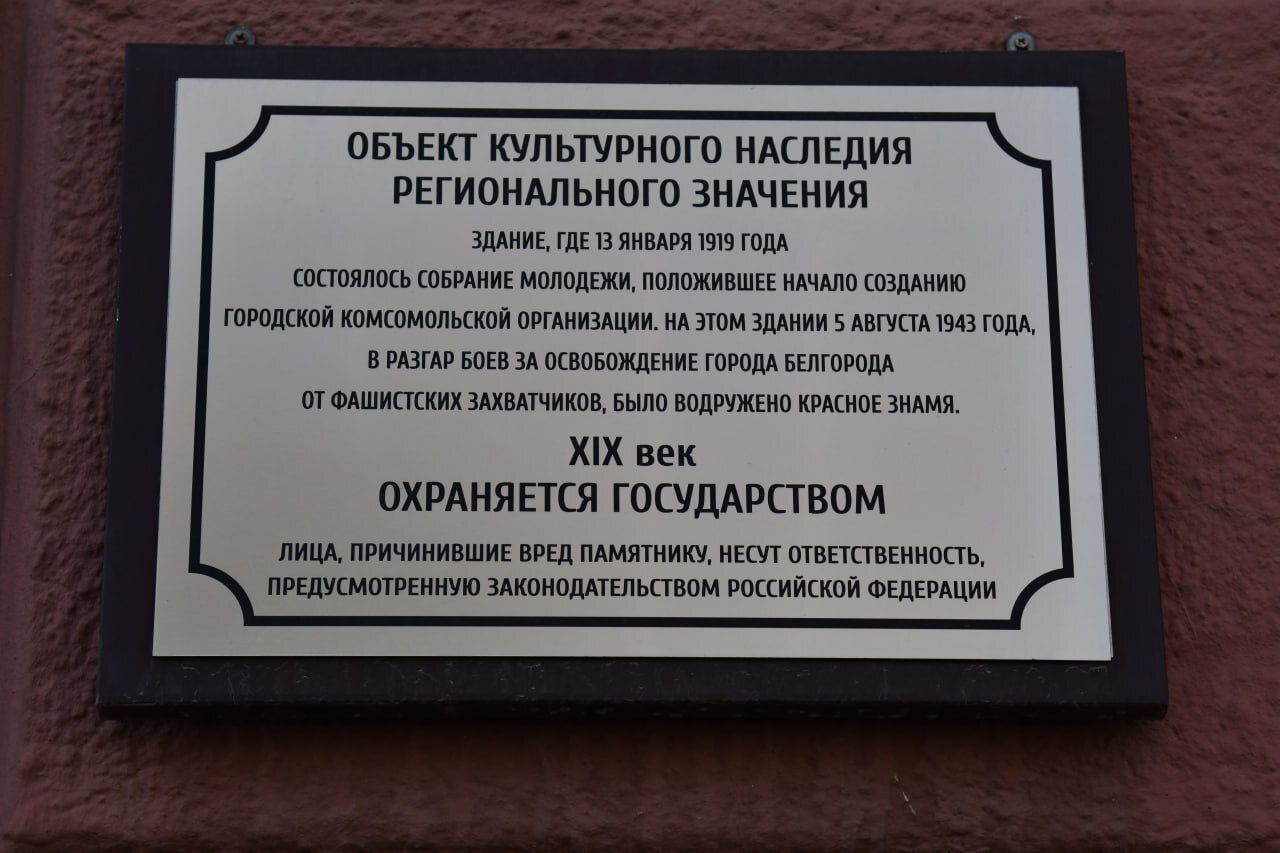 ОБЪЕКТ КУЛЬТУРНОГО НАСЛЕДИЯ
РЕГИОНАЛЬНОГО ЗНАЧЕНИЯ
ЗДАНИЕ, ГДЕ 13 ЯНВАРЯ 1919 ГОДА
СОСТОЯЛОСЬ СОБРАНИЕ МОЛОДЕЖИ, ПОЛОЖИВШЕЕ НАЧАЛО СОЗДАНИЮ
ГОРОДСКОЙ КОМСОМОЛЬСКОЙ ОРГАНИЗАЦИИ. НА ЭТОМ ЗДАНИИ 5 АВГУСТА 1943 ГОДА,
В РАЗГАР БОЕВ ЗА ОСВОБОЖДЕНИЕ ГОРОДА БЕЛГОРОДА
ОТ ФАШИСТСКИХ ЗАХВАТЧИКОВ, БЫЛО ВОДРУЖЕНО КРАСНОЕ ЗНАМЯ.
XIX век
ОХРАНЯЕТСЯ ГОСУДАРСТВОМ
ЛИЦА, ПРИЧИНИВШИЕ ВРЕД ПАМЯТНИКУ, НЕСУТ ОТВЕТСТВЕННОСТЬ,
ПРЕДУСМОТРЕННУЮ ЗАКОНОДАТЕЛЬСТВОМ РОССИЙСКОЙ ФЕДЕРАЦИИ